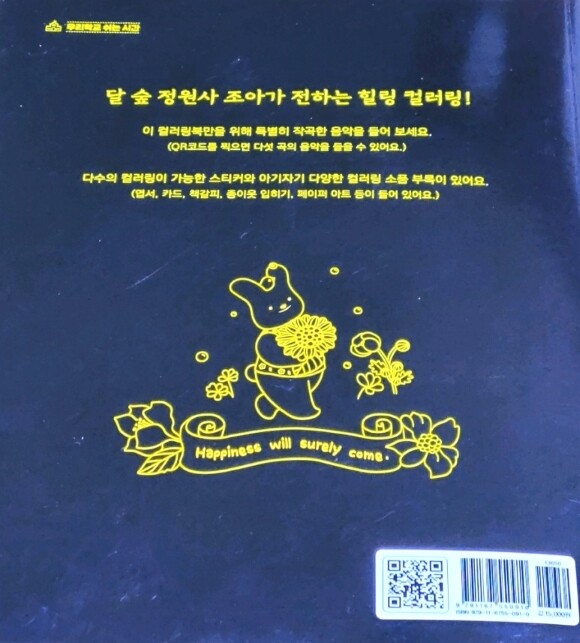 우리학교 쉬는 시간
달 숲 정원사 조아가 전하는 힐링 컬러링!
이 컬러링북만을 위해 특별히 작곡한 음악을 들어 보세요.
(QR코드를 찍으면 다섯 곡의 음악을 들을 수 있어요.)
다수의 컬러링이 가능한 스티커와 아기자기 다양한 컬러링 소품 부록이 있어요.
(엽서, 카드, 책갈피, 종이옷 입히기, 페이퍼 아트 등이 들어 있어요.)
Happiness will surely come.